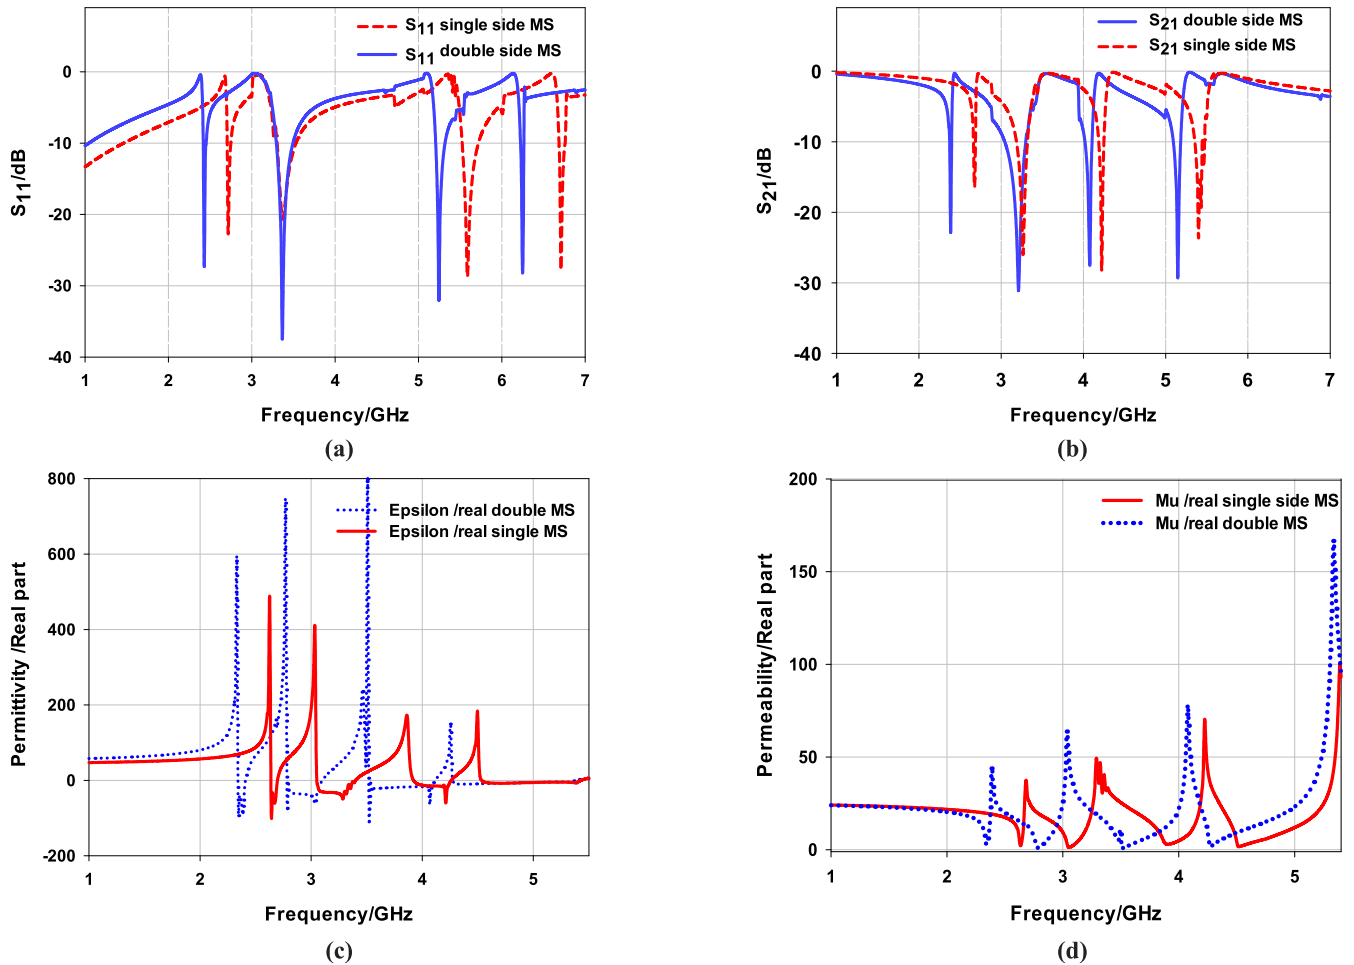 S11 single side MS
S11 double side MS
0
-10
-20
-30
-40
S11/dB
1 2 3 4 5 6 7
Frequency/GHz
(a)
S21 double side MS
S21 single side MS
0
-10
-20
-30
-40
S21/dB
1 2 3 4 5 6 7
Frequency/GHz
(b)
Epsilon /real double MS
Epsilon /real single MS
800
600
400
200
0
-200
Permittivity /Real part
1 2 3 4 5
Frequency/GHz
(c)
Mu /real single side MS
Mu /real double MS
200
150
100
50
0
Permeability/Real part
1 2 3 4 5
Frequency/GHz
(d)